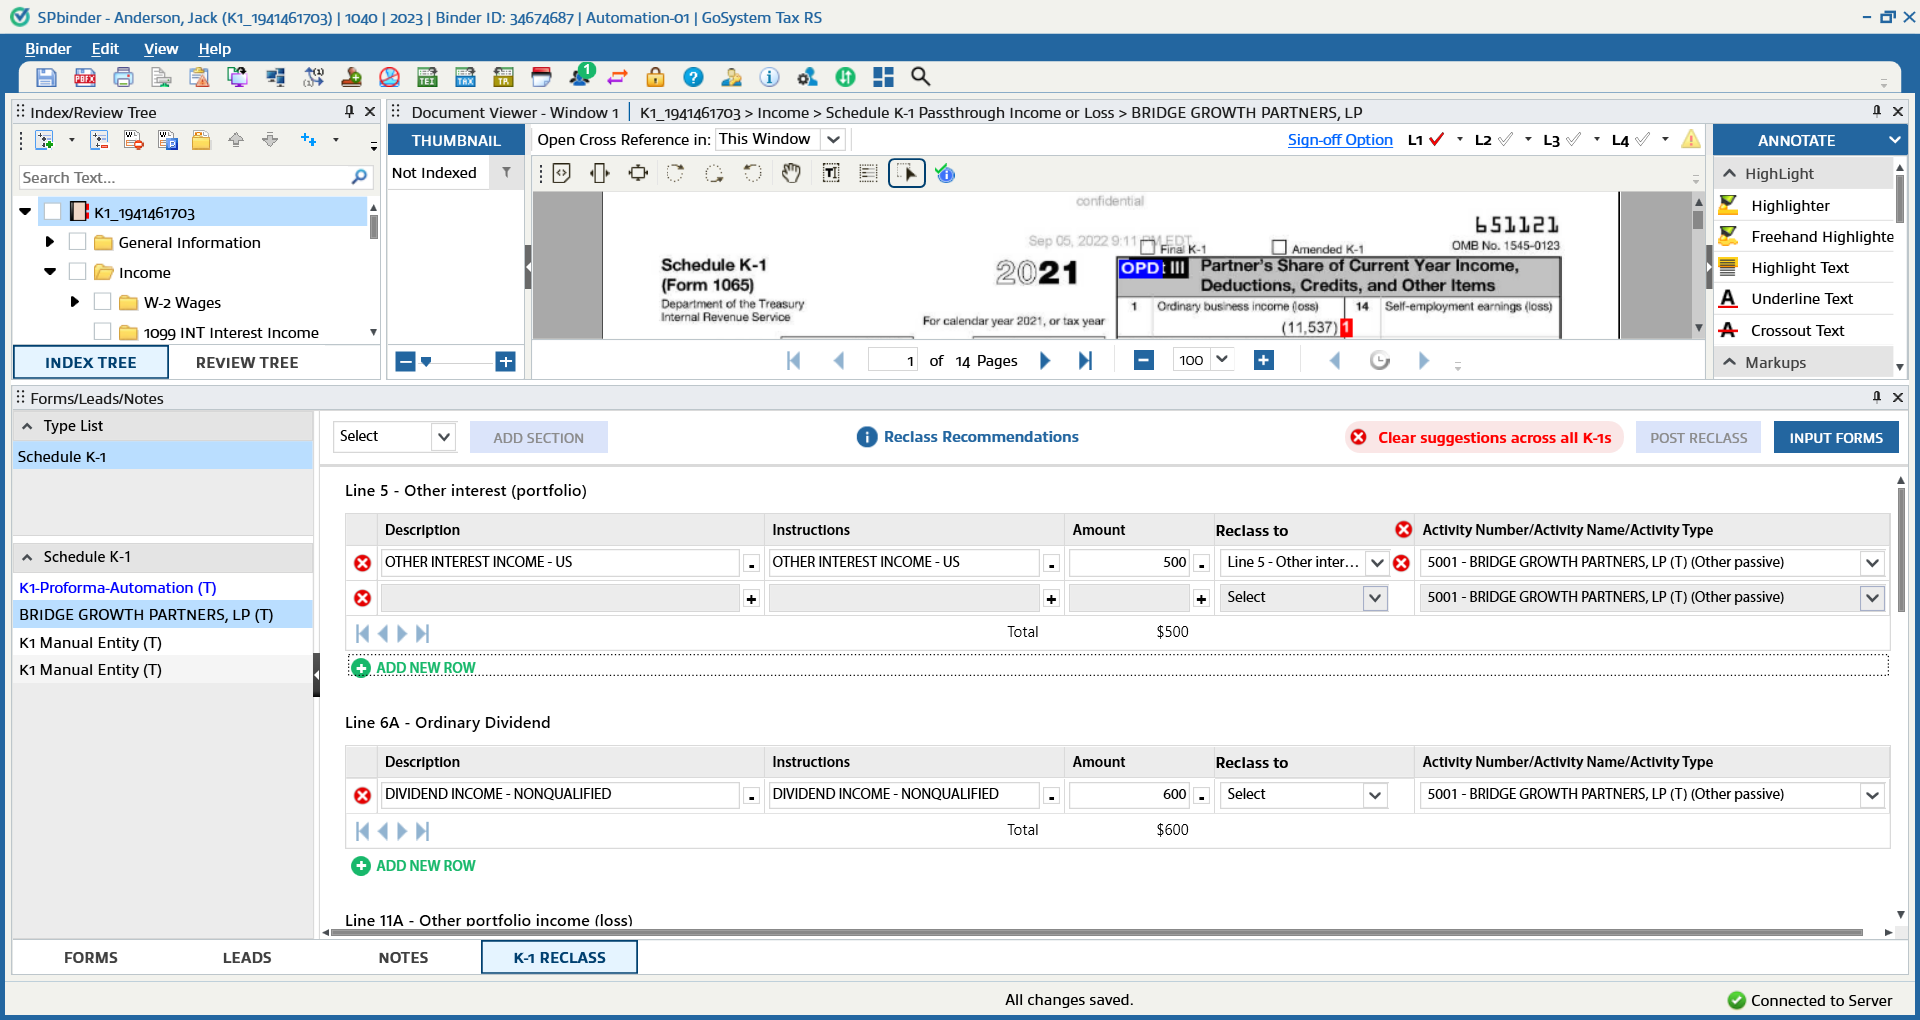 SPbinder - Anderson, Jack (K1_1941461703) | 1040 | 2023 | Binder ID: 34674687 | Automation-01 | GoSystem Tax RS
Binder Edit View Help
PBFX TEI TAX TR 1
Index/Review Tree
Search Text...
K1_1941461703
General Information
Income
W-2 Wages
1099 INT Interest Income
INDEX TREE REVIEW TREE
Document Viewer - Window 1 | K1_1941461703 > Income > Schedule K-1 Passthrough Income or Loss > BRIDGE GROWTH PARTNERS, LP
THUMBNAIL
Not Indexed
Open Cross Reference in: This Window
Sign-off Option L1 L2 L3 L4
confidential
Sep 05, 2022 9:11 PM EDT
651121
Final K-1 Amended K-1 OMB No. 1545-0123
Schedule K-1
(Form 1065)
Department of the Treasury
Internal Revenue Service
2021
For calendar year 2021, or tax year
OPD t III Partner's Share of Current Year Income,
Deductions, Credits, and Other Items
1 Ordinary business income (loss) 14 Self-employment earnings (loss)
(11,537) 1
1 of 14 Pages 100
ANNOTATE
HighLight
Highlighter
Freehand Highlighte
Highlight Text
Underline Text
Crossout Text
Markups
Forms/Leads/Notes
Type List
Schedule K-1
Schedule K-1
K1-Proforma-Automation (T)
BRIDGE GROWTH PARTNERS, LP (T)
K1 Manual Entity (T)
K1 Manual Entity (T)
Select ADD SECTION Reclass Recommendations Clear suggestions across all K-1s POST RECLASS INPUT FORMS
Line 5 - Other interest (portfolio)
Description Instructions Amount Reclass to Activity Number/Activity Name/Activity Type
OTHER INTEREST INCOME - US - OTHER INTEREST INCOME - US - 500 - Line 5 - Other inter... 5001 - BRIDGE GROWTH PARTNERS, LP (T) (Other passive)
+ + + Select 5001 - BRIDGE GROWTH PARTNERS, LP (T) (Other passive)
Total $500
ADD NEW ROW
Line 6A - Ordinary Dividend
Description Instructions Amount Reclass to Activity Number/Activity Name/Activity Type
DIVIDEND INCOME - NONQUALIFIED - DIVIDEND INCOME - NONQUALIFIED - 600 - Select 5001 - BRIDGE GROWTH PARTNERS, LP (T) (Other passive)
Total $600
ADD NEW ROW
Line 11A - Other portfolio income (loss)
FORMS LEADS NOTES K-1 RECLASS
All changes saved.
Connected to Server